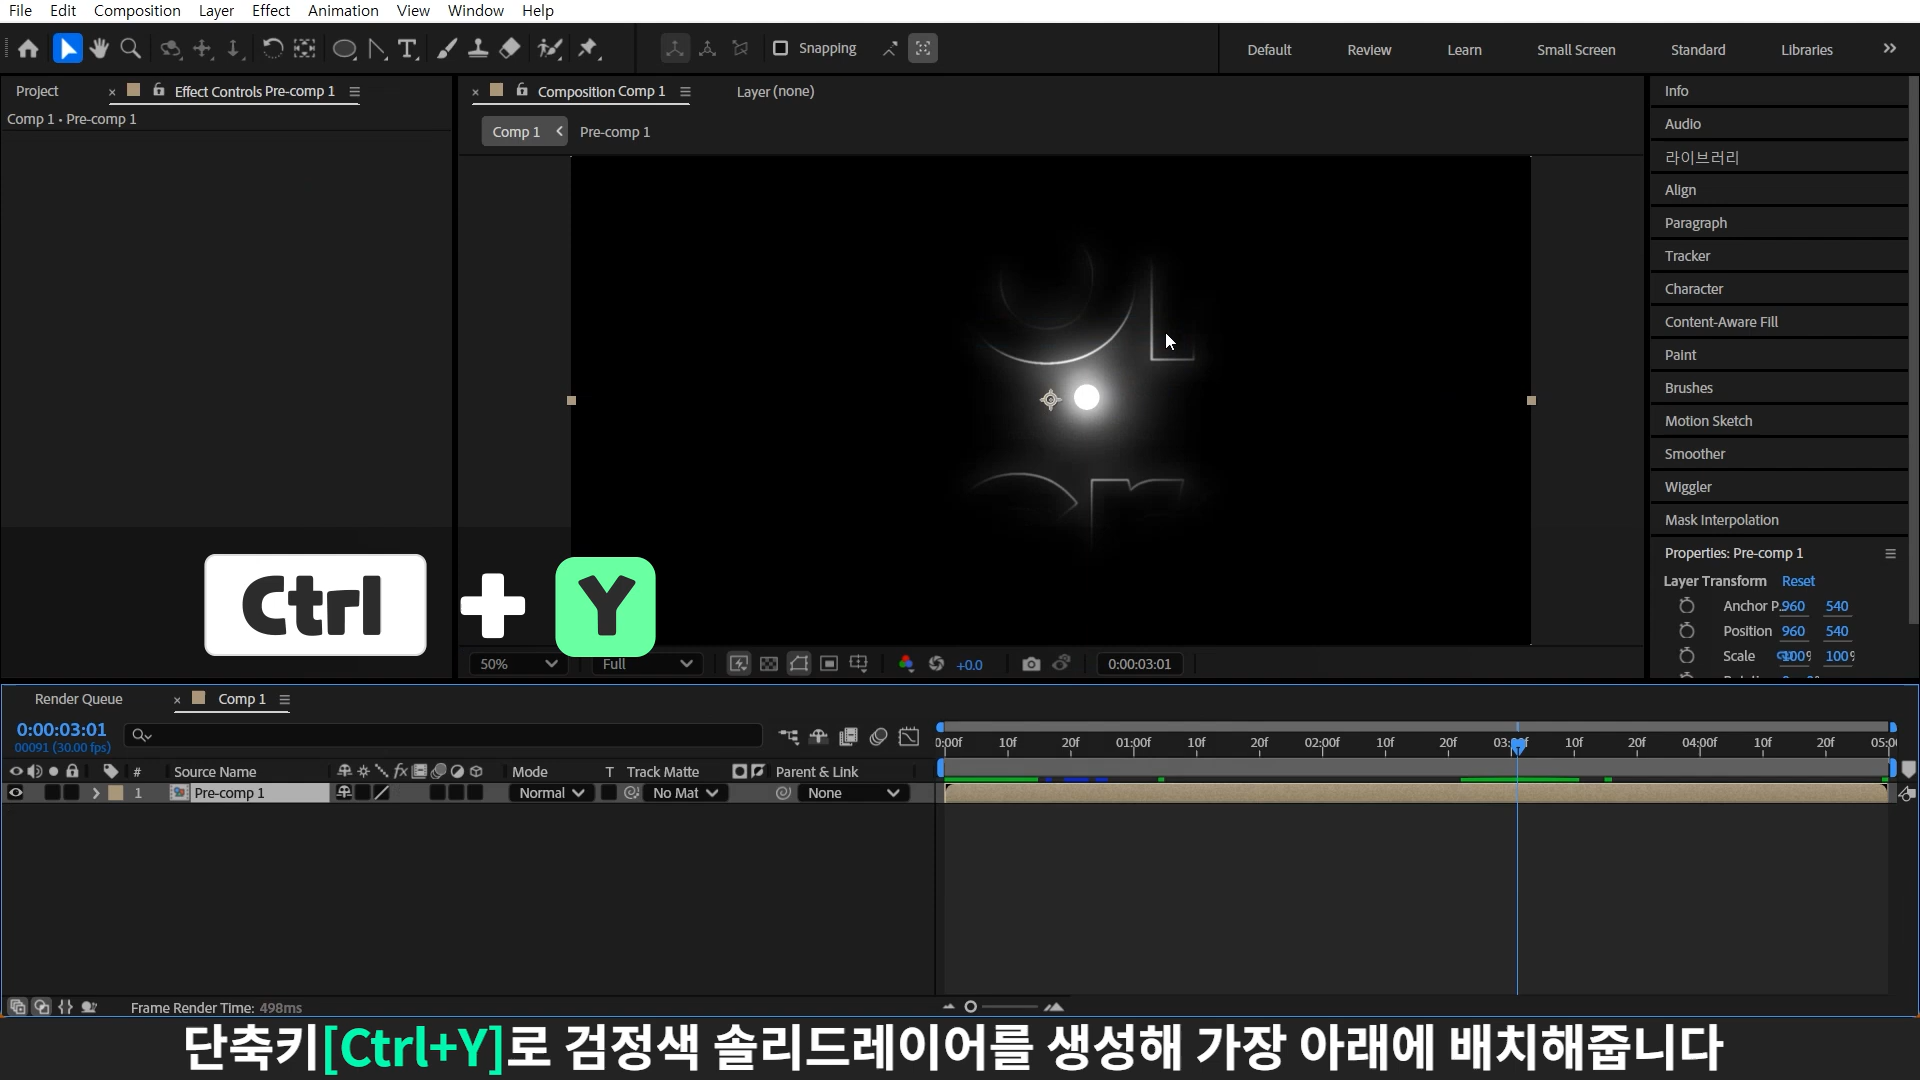 File Edit Composition Layer Effect Animation View Window Help
Snapping
Default Review Learn Small Screen Standard Libraries
Project
Effect Controls Pre-comp 1
Comp 1 • Pre-comp 1
Composition Comp 1
Layer (none)
Comp 1
Pre-comp 1
Info
Audio
라이브러리
Align
Paragraph
Tracker
Character
Content-Aware Fill
Paint
Brushes
Motion Sketch
Smoother
Wiggler
Mask Interpolation
Properties: Pre-comp 1
Layer Transform Reset
Anchor P.. 960 540
Position 960 540
Scale 100% 100%
Ctrl + Y
50% Full +0.0 0:00:03:01
Render Queue
Comp 1
0:00:03:01
00091 (30.00 fps)
0:00f 10f 20f 01:00f 10f 20f 02:00f 10f 20f 03:00f 10f 20f 04:00f 10f 20f 05:0
# Source Name fx Mode T Track Matte Parent & Link
1 Pre-comp 1 Normal No Mat None
Frame Render Time: 498ms
단축키[Ctrl+Y]로 검정색 솔리드레이어를 생성해 가장 아래에 배치해줍니다